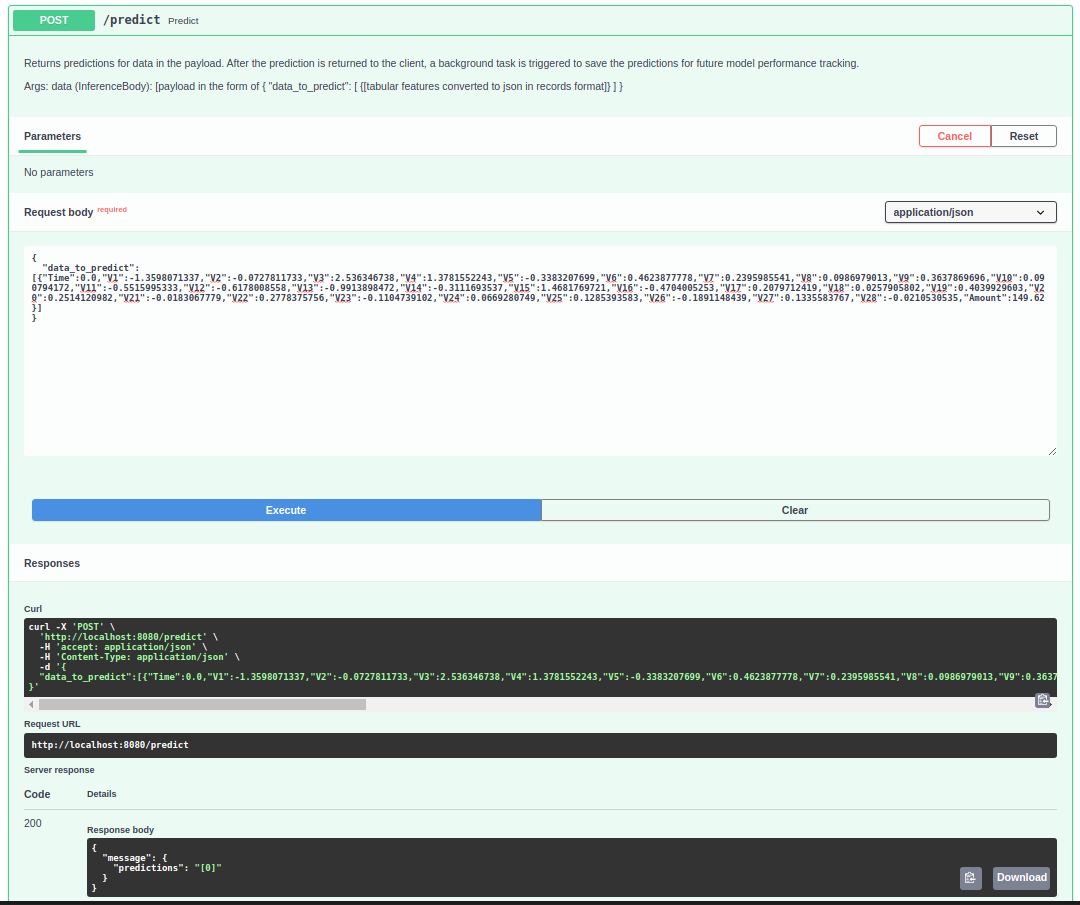 POST /predict Predict
Returns predictions for data in the payload. After the prediction is returned to the client, a background task is triggered to save the predictions for future model performance tracking.
Args: data (InferenceBody): [payload in the form of { "data_to_predict": [ {[tabular features converted to json in records format]} ] }
Parameters Cancel Reset
No parameters
Request body required application/json
{
"data_to_predict":
[{"Time":0.0,"V1":-1.3598071337,"V2":-0.0727811733,"V3":2.536346738,"V4":1.3781552243,"V5":-0.3383207699,"V6":0.4623877778,"V7":0.2395985541,"V8":0.0986979013,"V9":0.3637869696,"V10":0.09
0794172,"V11":-0.5515995333,"V12":-0.6178008558,"V13":-0.9913898472,"V14":-0.3111693537,"V15":1.4681769721,"V16":-0.4704005253,"V17":0.2079712419,"V18":0.0257905802,"V19":0.4039929603,"V2
0":0.2514120982,"V21":-0.0183067779,"V22":0.2778375756,"V23":-0.1104739102,"V24":0.0669280749,"V25":0.1285393583,"V26":-0.1891148439,"V27":0.1335583767,"V28":-0.0210530535,"Amount":149.62
}]
}
Execute Clear
Responses
Curl
curl -X 'POST' \
'http://localhost:8080/predict' \
-H 'accept: application/json' \
-H 'Content-Type: application/json' \
-d '{
"data_to_predict":[{"Time":0.0,"V1":-1.3598071337,"V2":-0.0727811733,"V3":2.536346738,"V4":1.3781552243,"V5":-0.3383207699,"V6":0.4623877778,"V7":0.2395985541,"V8":0.0986979013,"V9":0.3637
}'
Request URL
http://localhost:8080/predict
Server response
Code Details
200
Response body
{
"message": {
"predictions": "[0]"
}
}
Download